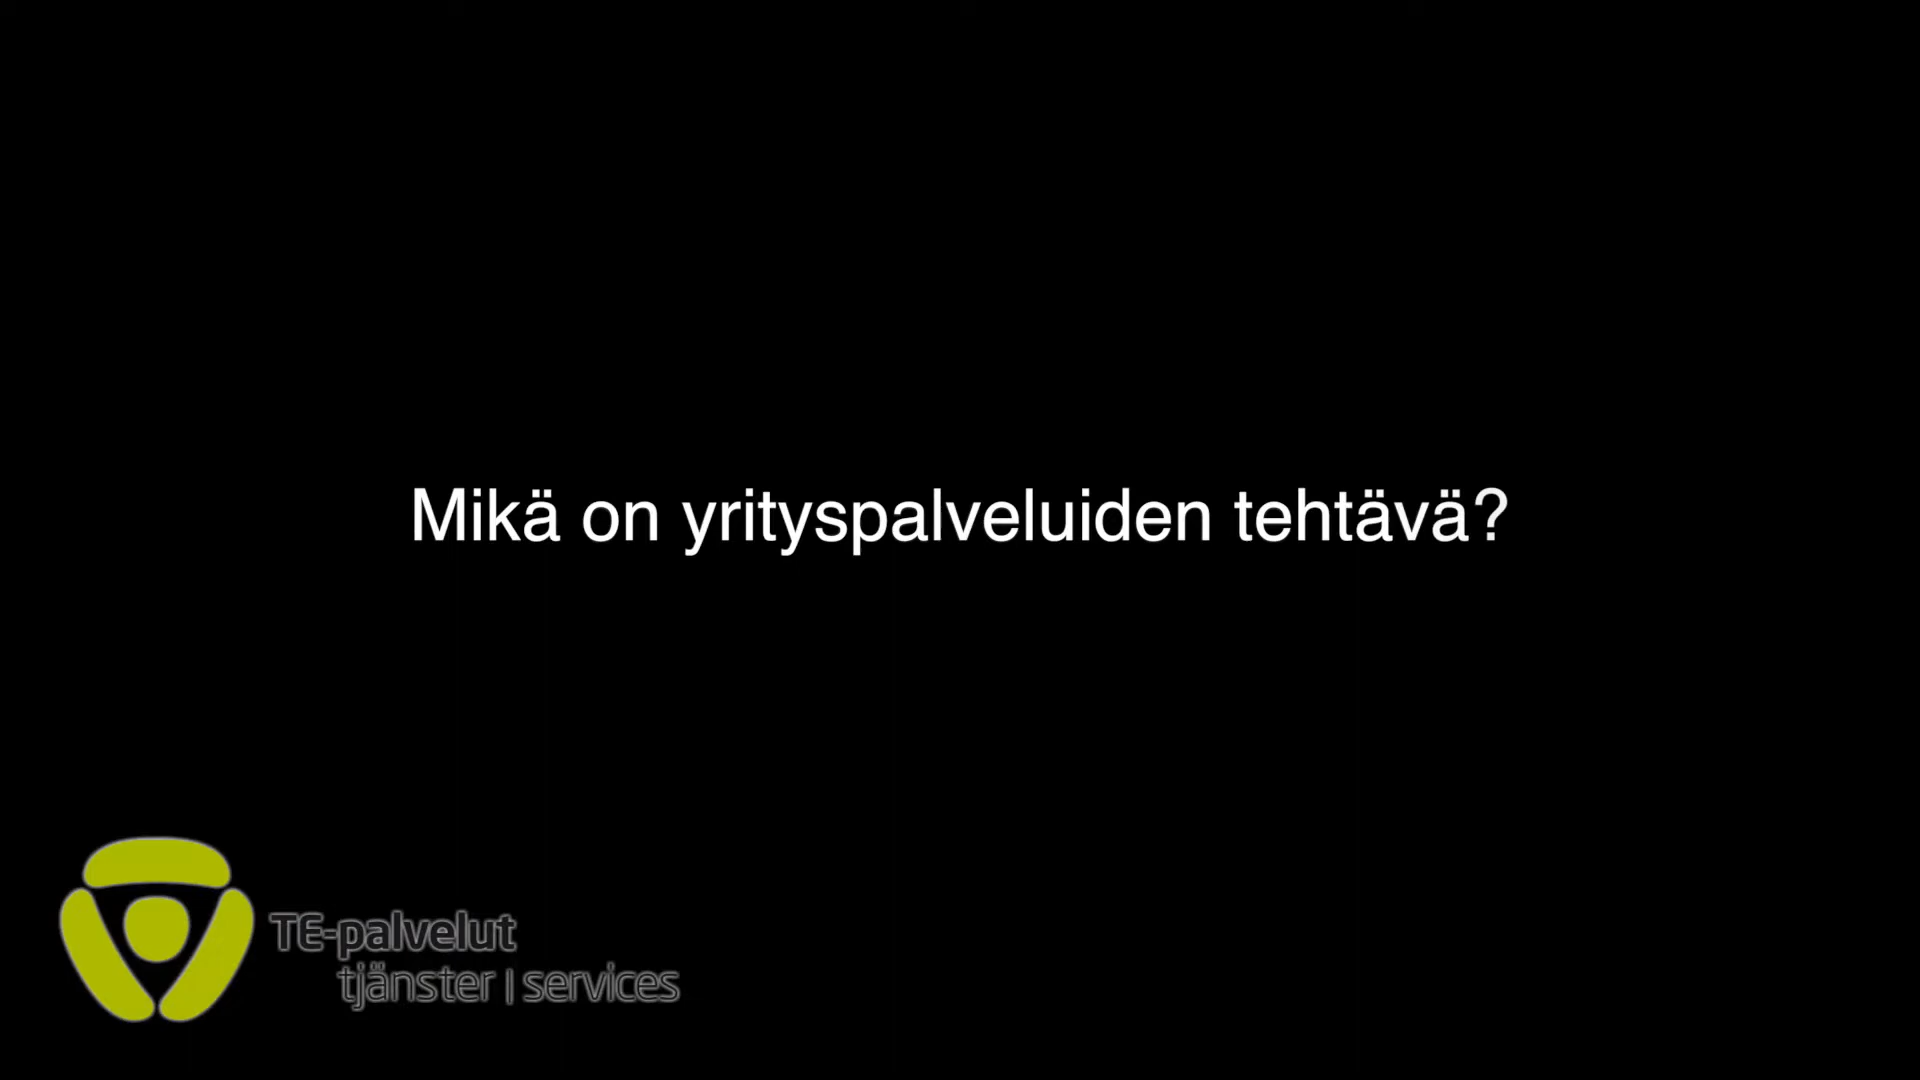 Mikä on yrityspalveluiden tehtävä?
TE-palvelut
tjänster | services